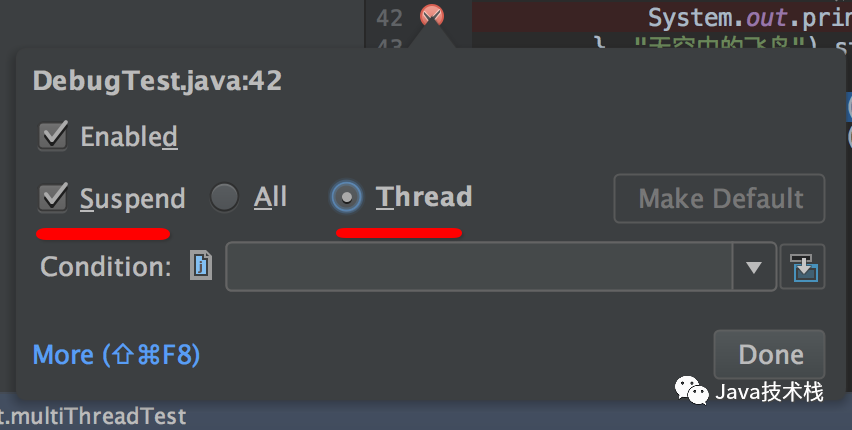 42 System.out.prin
43 } "天空中的飞鸟") st
DebugTest.java:42
Enabled
Suspend All Thread Make Default
Condition:
More (⇧⌘F8) Done
Java技术栈
t.multiThreadTest